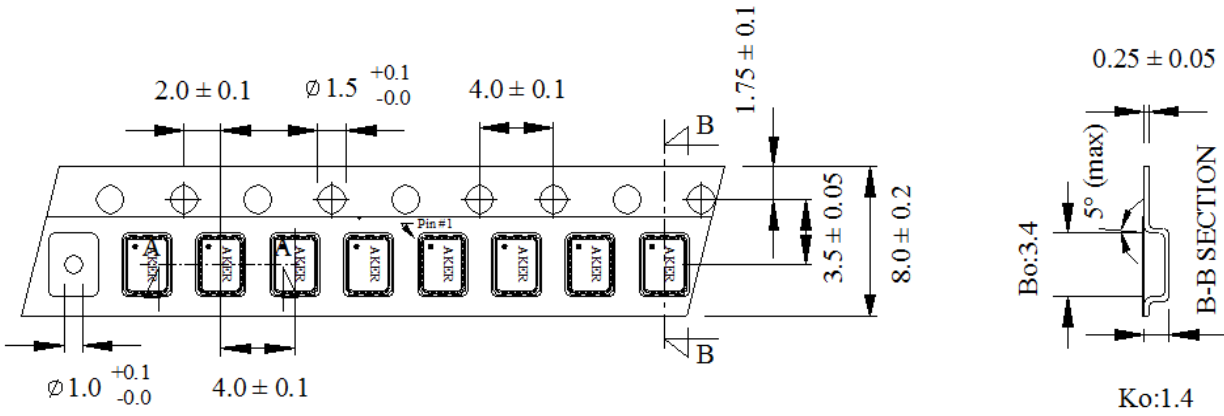 2.0 ± 0.1
∅1.5 +0.1 -0.0
4.0 ± 0.1
1.75 ± 0.1
0.25 ± 0.05
B
5° (max)
Pin #1
A
A
AKER
AKER
AKER
AKER
AKER
AKER
AKER
AKER
3.5 ± 0.05
8.0 ± 0.2
Bo:3.4
B-B SECTION
B
∅1.0 +0.1 -0.0
4.0 ± 0.1
Ko:1.4